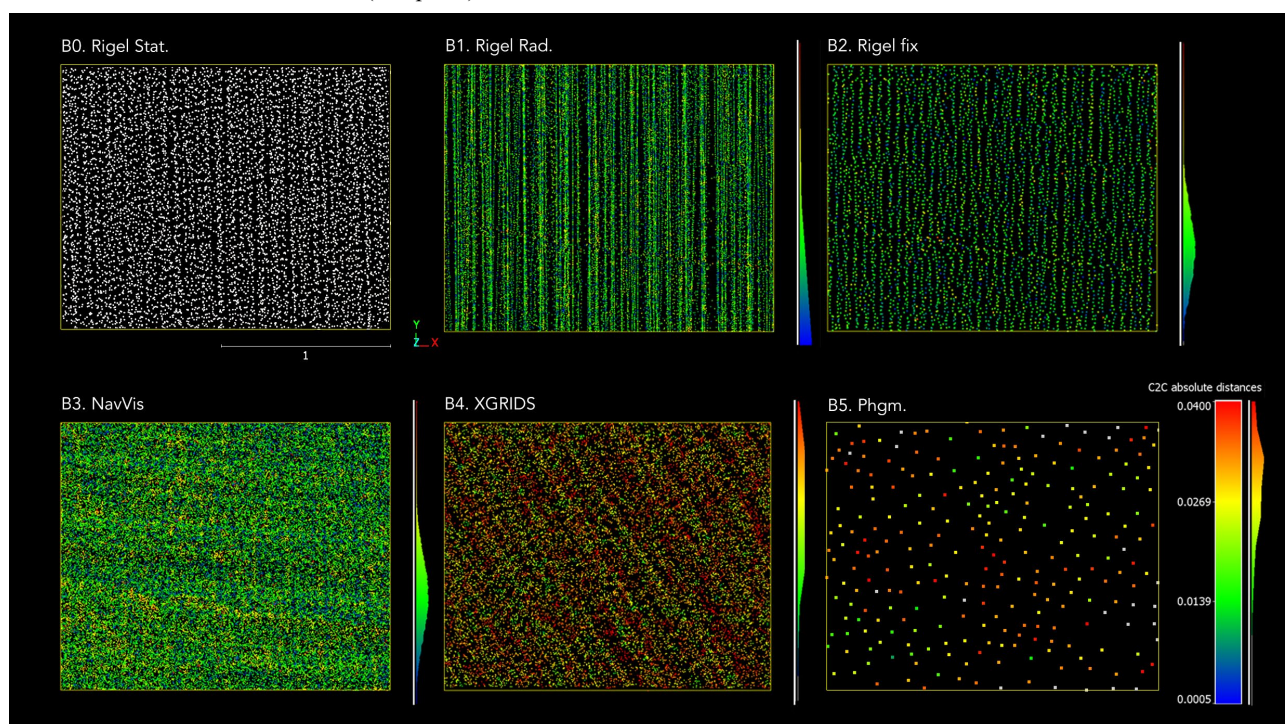 B0. Rigel Stat.
B1. Rigel Rad.
B2. Rigel fix
Y
Z X
1
B3. NavVis
B4. XGRIDS
B5. Phgm.
C2C absolute distances
0.0400
0.0269
0.0139
0.0005